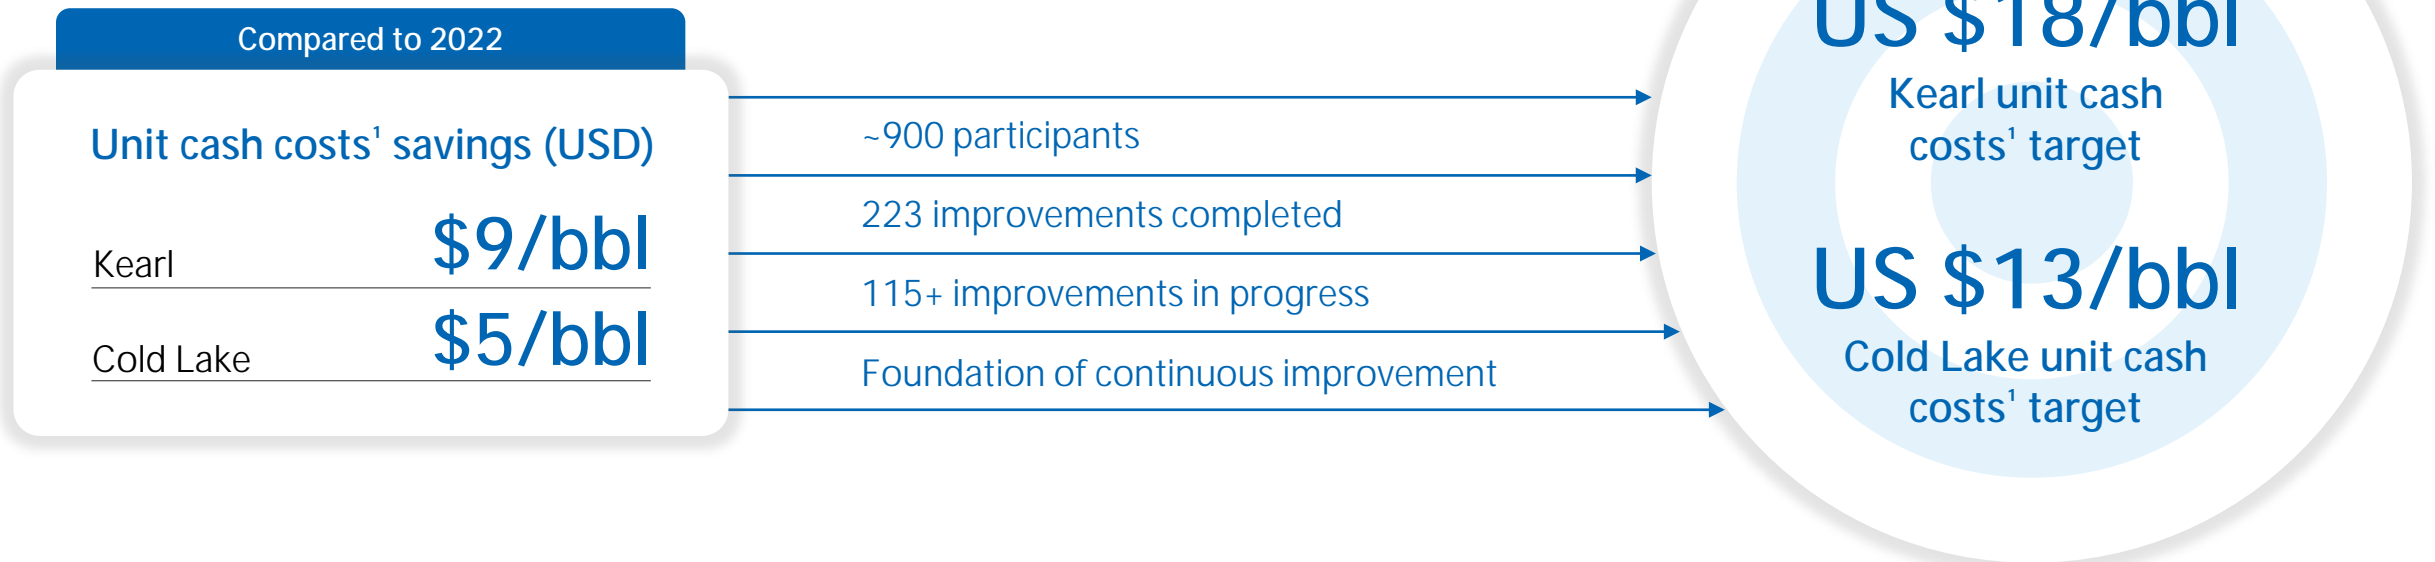 Compared to 2022
Unit cash costs¹ savings (USD)
Kearl $9/bbl
Cold Lake $5/bbl
~900 participants
223 improvements completed
115+ improvements in progress
Foundation of continuous improvement
US $18/bbl
Kearl unit cash
costs¹ target
US $13/bbl
Cold Lake unit cash
costs¹ target